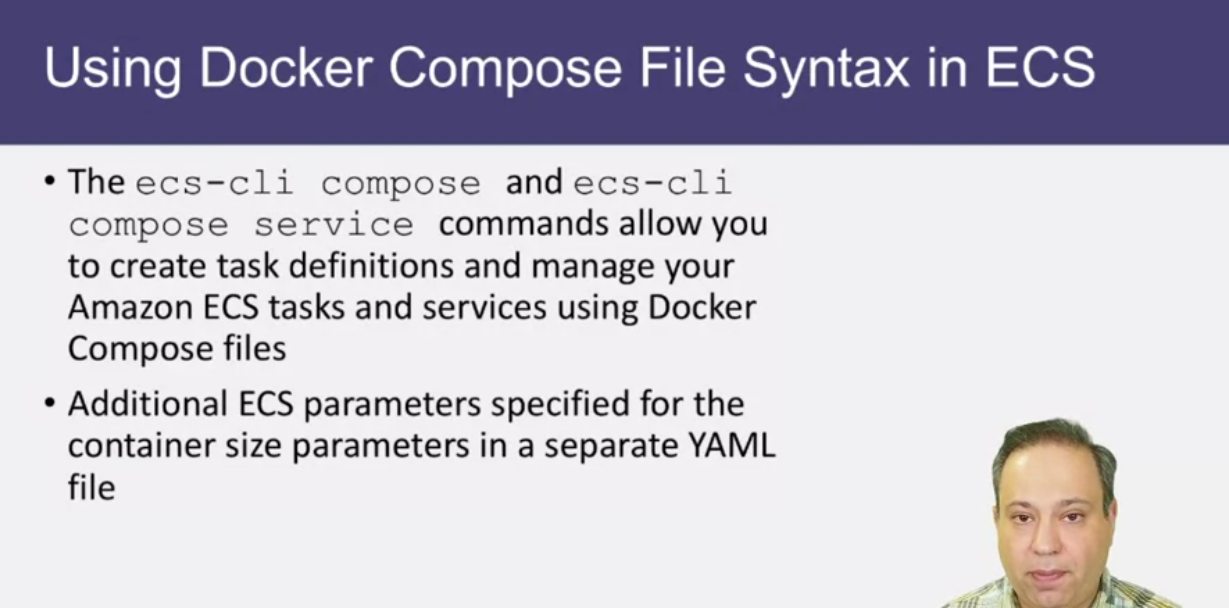 Using Docker Compose File Syntax in ECS
• The ecs-cli compose and ecs-cli
compose service commands allow you
to create task definitions and manage your
Amazon ECS tasks and services using Docker
Compose files
• Additional ECS parameters specified for the
container size parameters in a separate YAML
file